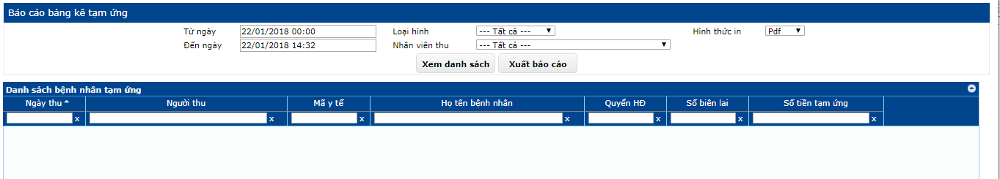 Báo cáo bảng kê tạm ứng
Từ ngày 22/01/2018 00:00 Loại hình --- Tất cả --- Hình thức in Pdf
Đến ngày 22/01/2018 14:32 Nhân viên thu --- Tất cả ---
Xem danh sách Xuất báo cáo
Danh sách bệnh nhân tạm ứng
Ngày thu Người thu Mã y tế Họ tên bệnh nhân Quyển HĐ Số biên lai Số tiền tạm ứng
x x x x x x x